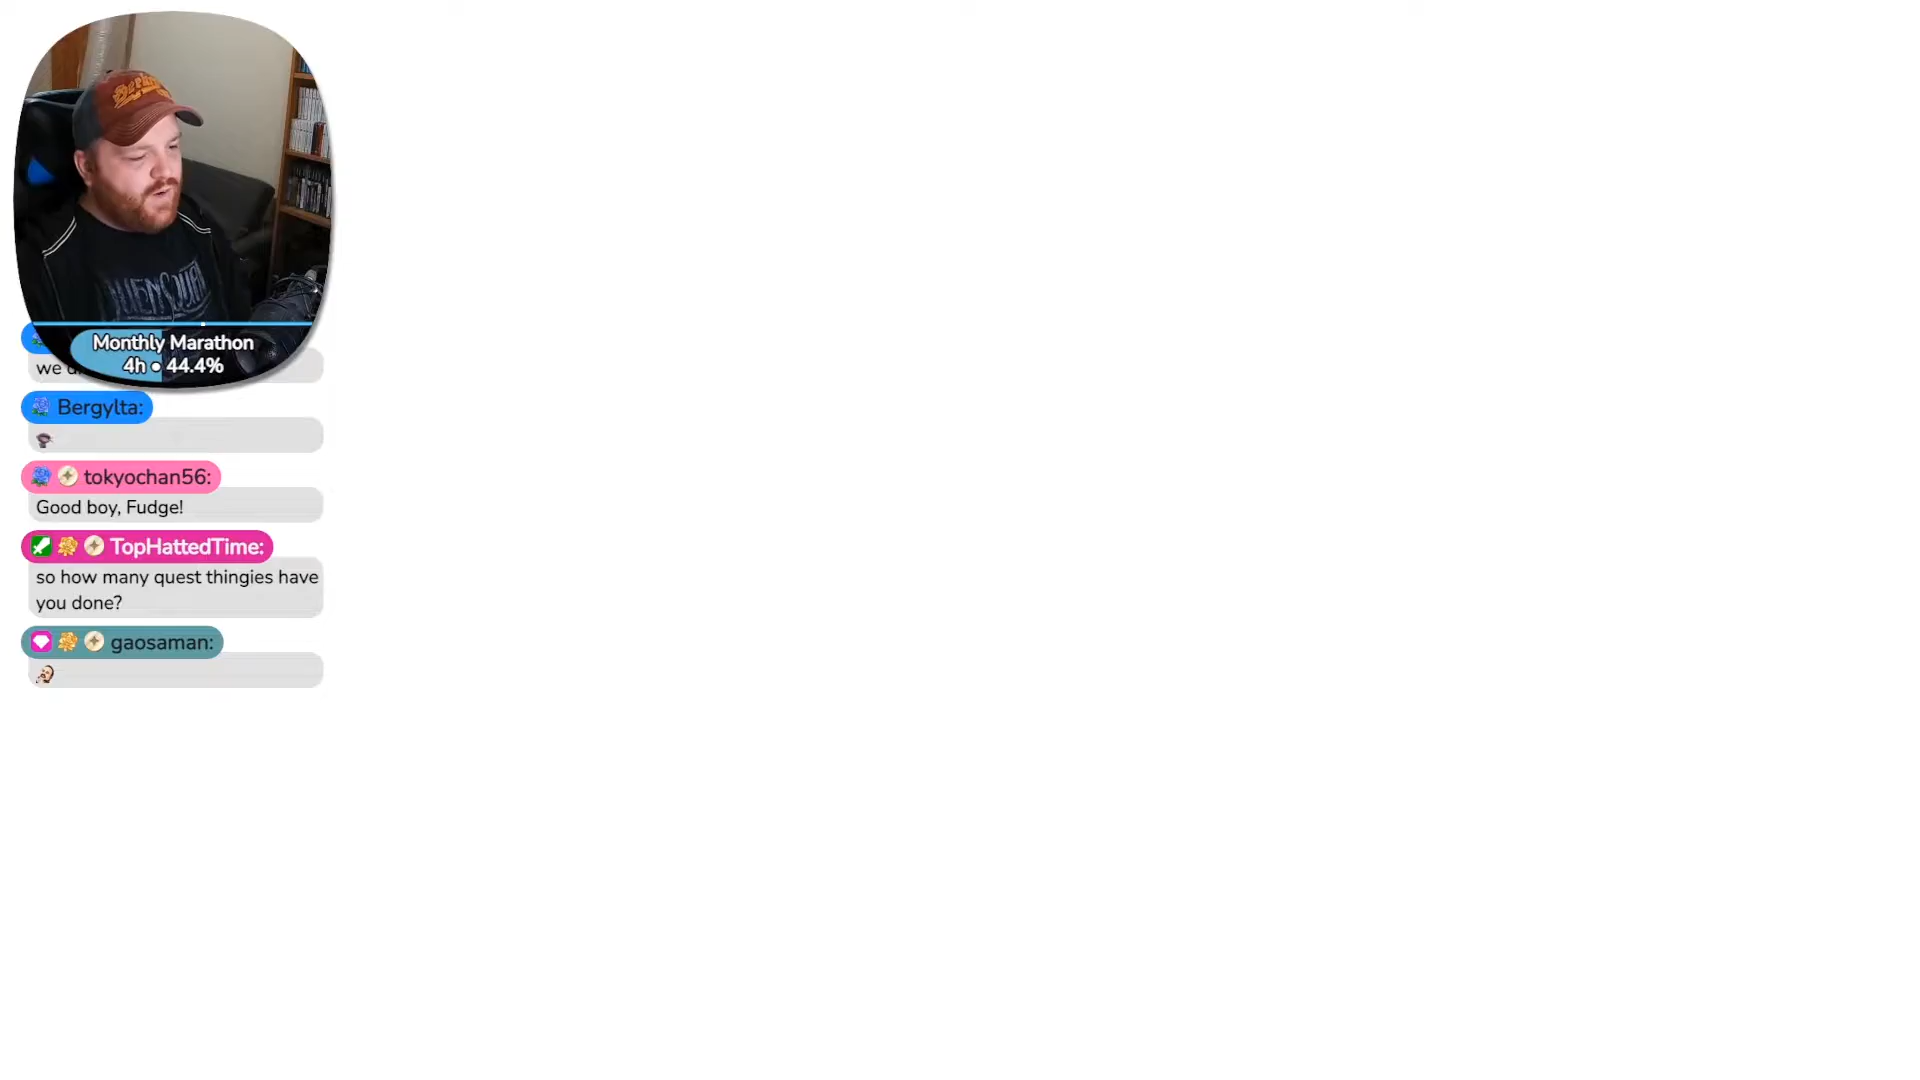 Monthly Marathon
4h • 44.4%
we
Bergylta:
tokyochan56:
Good boy, Fudge!
TopHattedTime:
so how many quest thingies have
you done?
gaosaman: